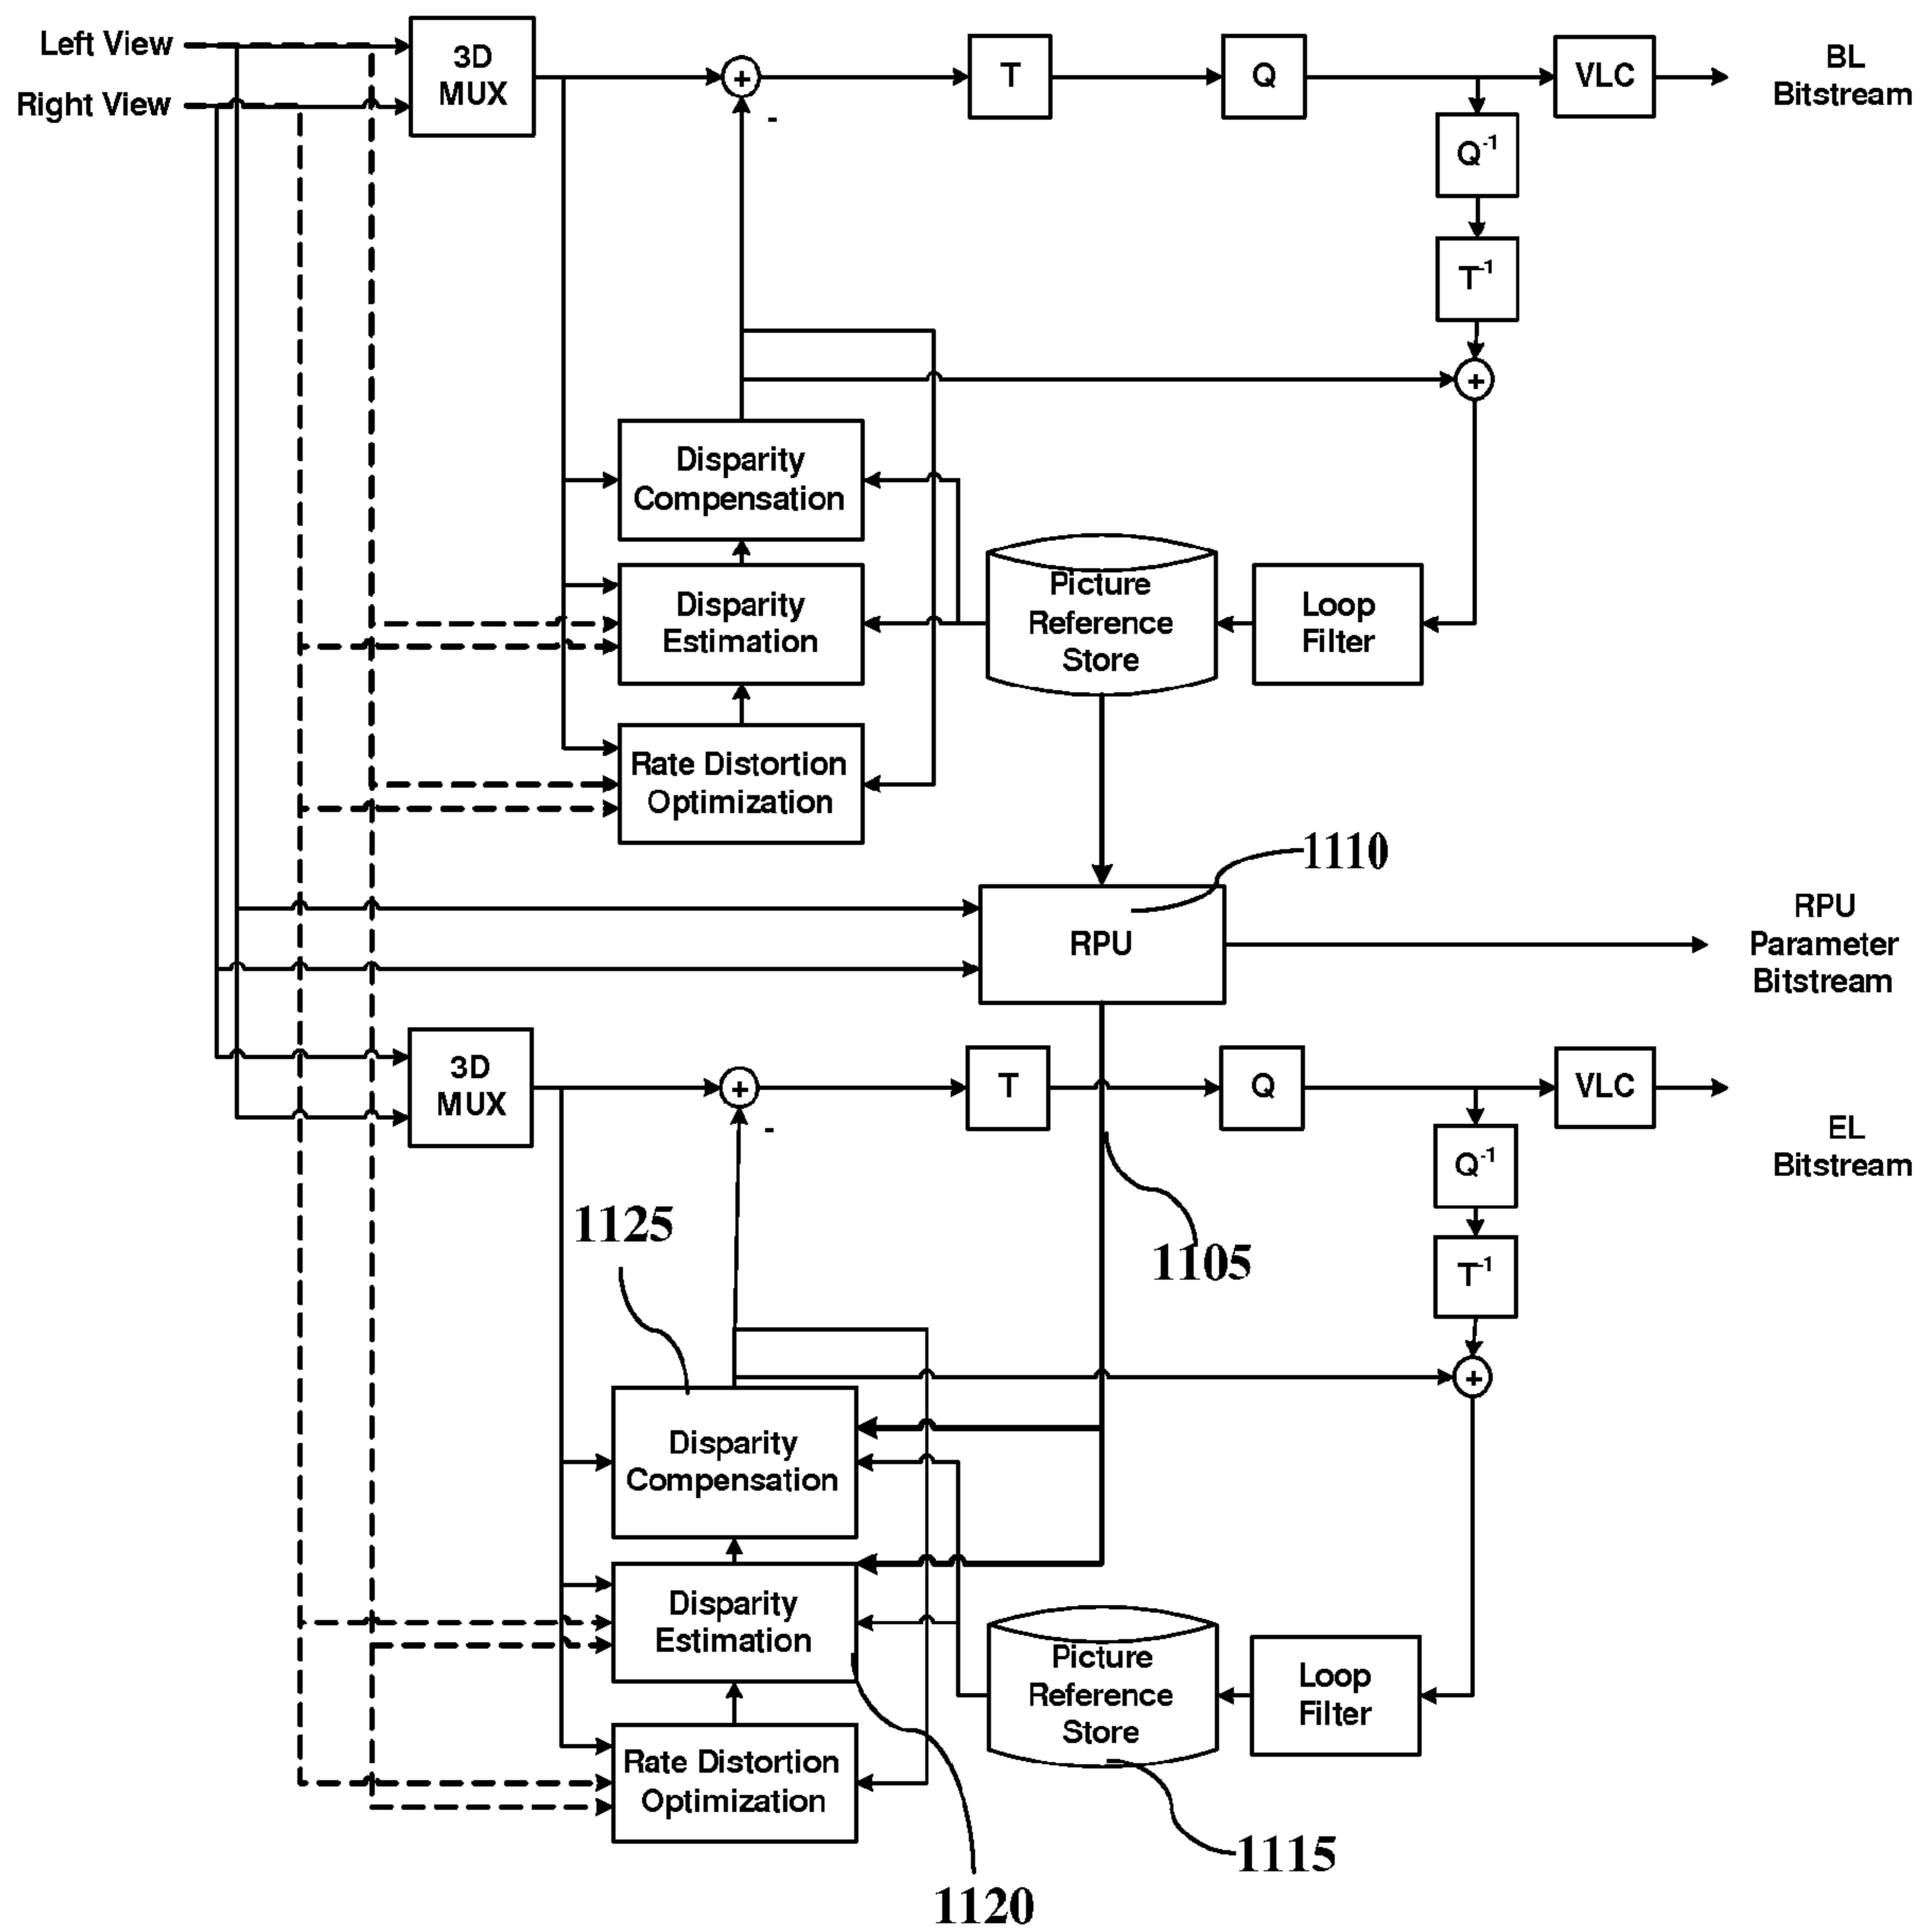 Left View
Right View
3D
MUX
+
-
T
Q
VLC
BL
Bitstream
Q-1
T-1
+
Disparity
Compensation
Disparity
Estimation
Rate Distortion
Optimization
Picture
Reference
Store
Loop
Filter
1110
RPU
RPU
Parameter
Bitstream
3D
MUX
+
-
T
Q
VLC
EL
Bitstream
Q-1
T-1
+
1125
1105
Disparity
Compensation
Disparity
Estimation
Rate Distortion
Optimization
Picture
Reference
Store
Loop
Filter
1115
1120